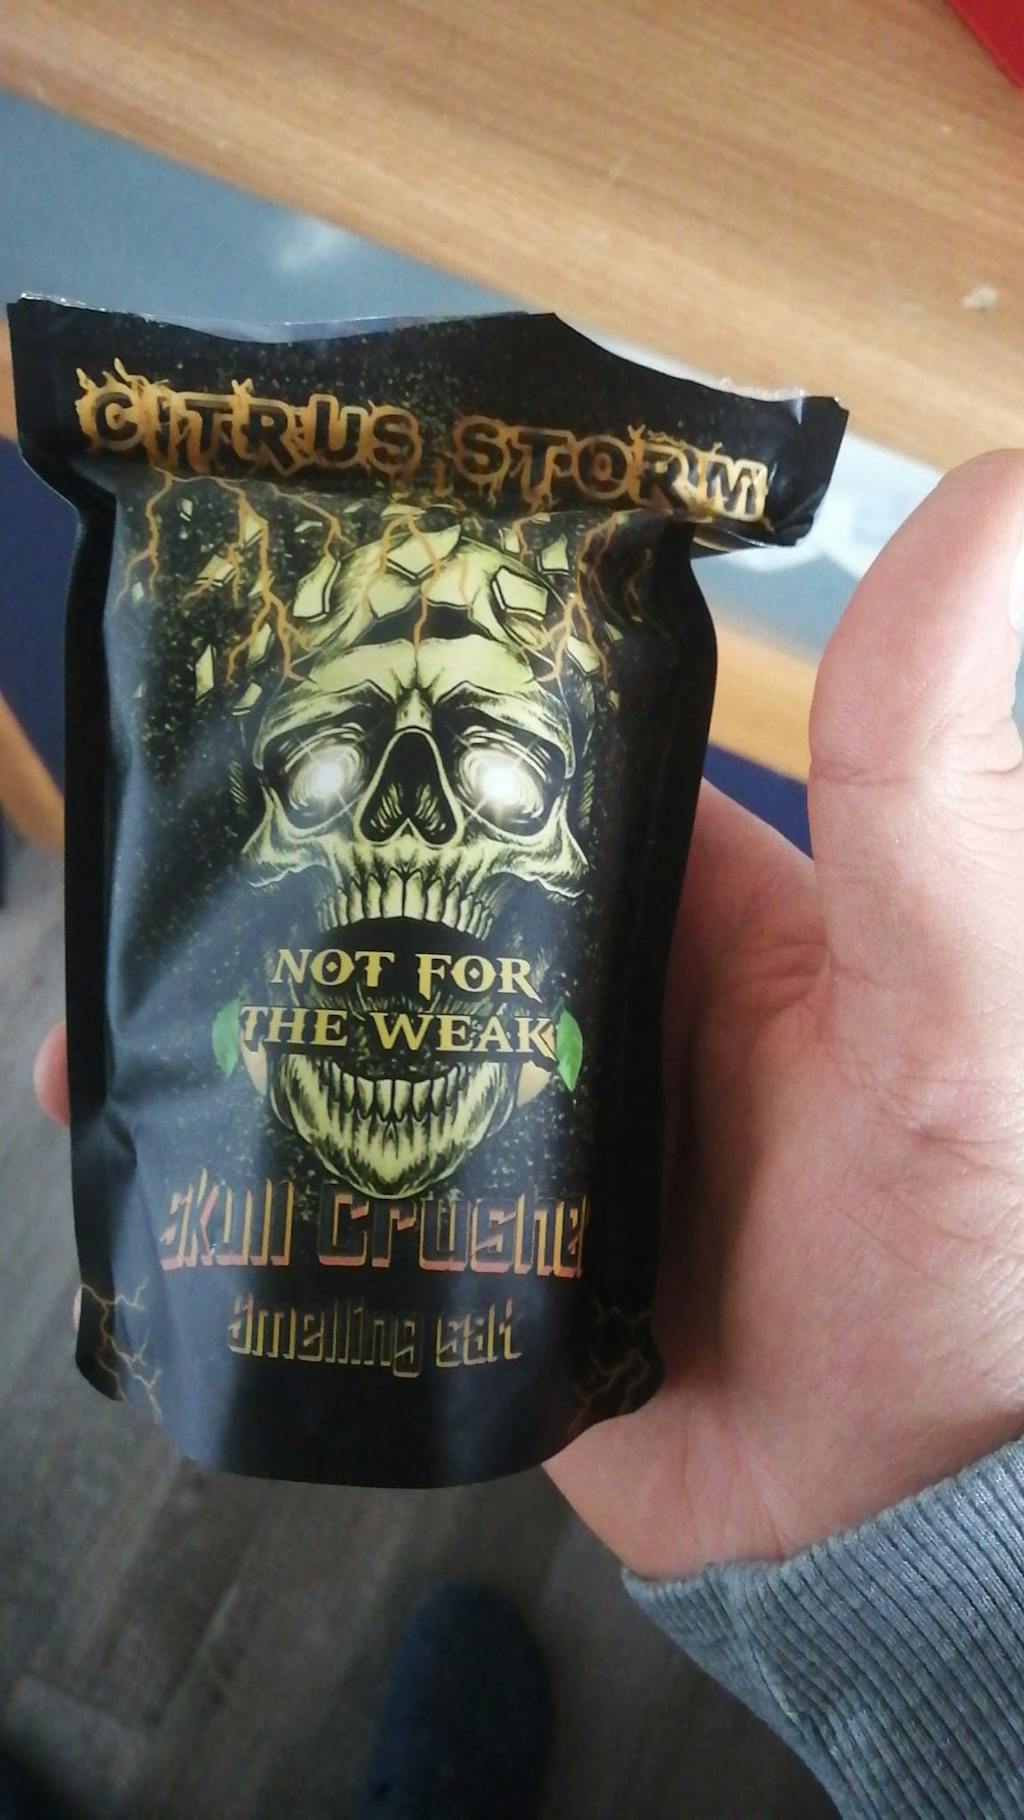 CITRUS STORM
NOT FOR
THE WEAK
Skull Crusher
Smelling salt